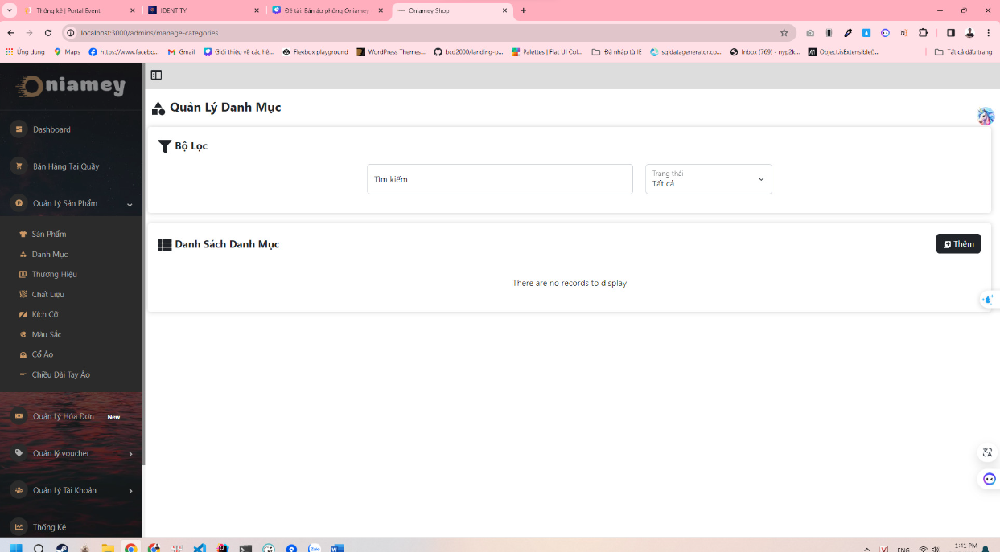 Thống kê | Portal Event
IDENTITY
Đề tài: Bán áo phông Oniamey
Oniamey Shop
localhost:3000/admins/manage-categories
Ứng dụng
Maps
https://www.facebo...
Gmail
Giới thiệu về các hệ...
Flexbox playground
WordPress Themes...
bcd2000/landing-p...
Palettes | Flat UI Col...
Đã nhập từ IE
sqldatagenerator.co...
Inbox (769) - nyp2k...
Object.isExtensible()...
Tất cả dấu trang
Oniamey
Dashboard
Bán Hàng Tại Quầy
Quản Lý Sản Phẩm
Sản Phẩm
Danh Mục
Thương Hiệu
Chất Liệu
Kích Cỡ
Màu Sắc
Cổ Áo
Chiều Dài Tay Áo
Quản Lý Hóa Đơn New
Quản lý voucher
Quản Lý Tài Khoản
Thống Kê
Quản Lý Danh Mục
Bộ Lọc
Tìm kiếm
Trạng thái
Tất cả
Danh Sách Danh Mục
Thêm
There are no records to display
ENG
1:41 PM